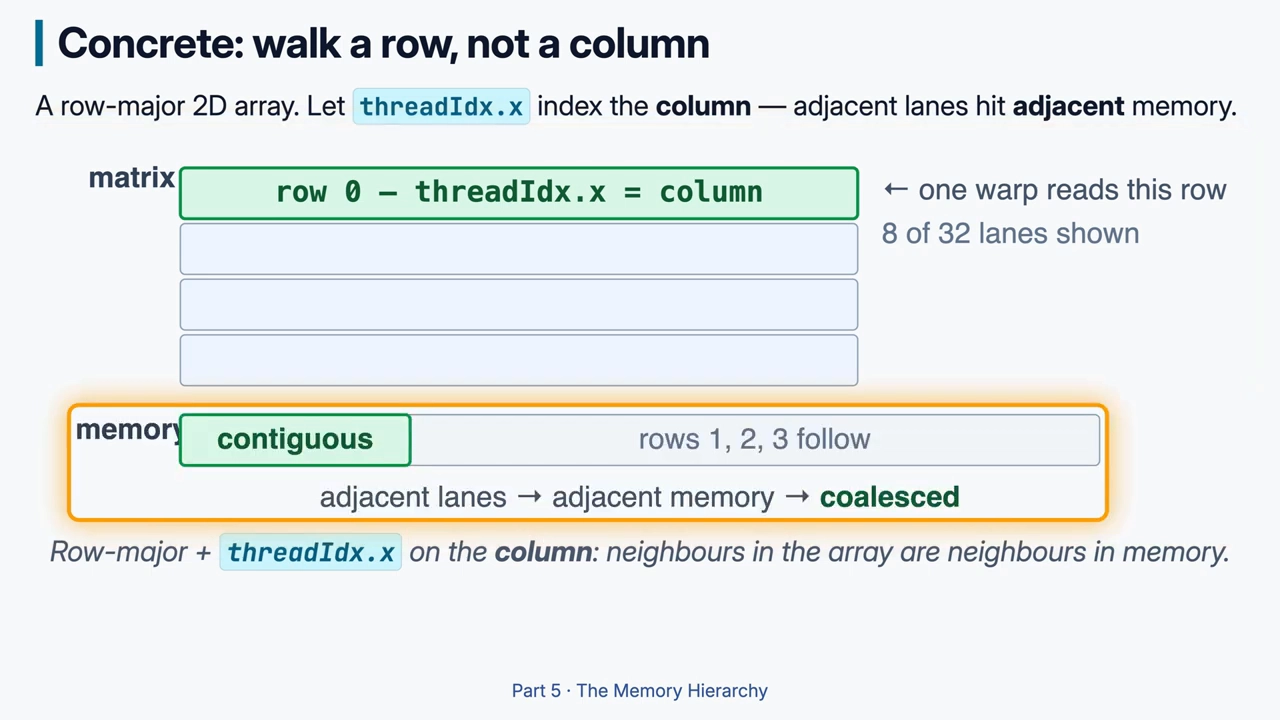 Concrete: walk a row, not a column
A row-major 2D array. Let threadIdx.x index the column — adjacent lanes hit adjacent memory.
matrix
row 0 – threadIdx.x = column
← one warp reads this row
8 of 32 lanes shown
memory
contiguous
rows 1, 2, 3 follow
adjacent lanes → adjacent memory → coalesced
Row-major + threadIdx.x on the column: neighbours in the array are neighbours in memory.
Part 5 · The Memory Hierarchy